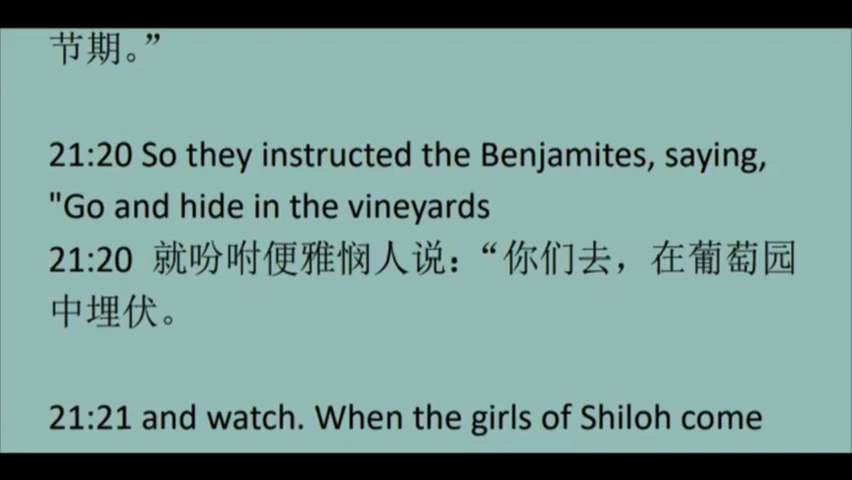 节期。”
21:20 So they instructed the Benjamites, saying,
"Go and hide in the vineyards
21:20 就吩咐便雅悯人说：“你们去，在葡萄园
中埋伏。
21:21 and watch. When the girls of Shiloh come